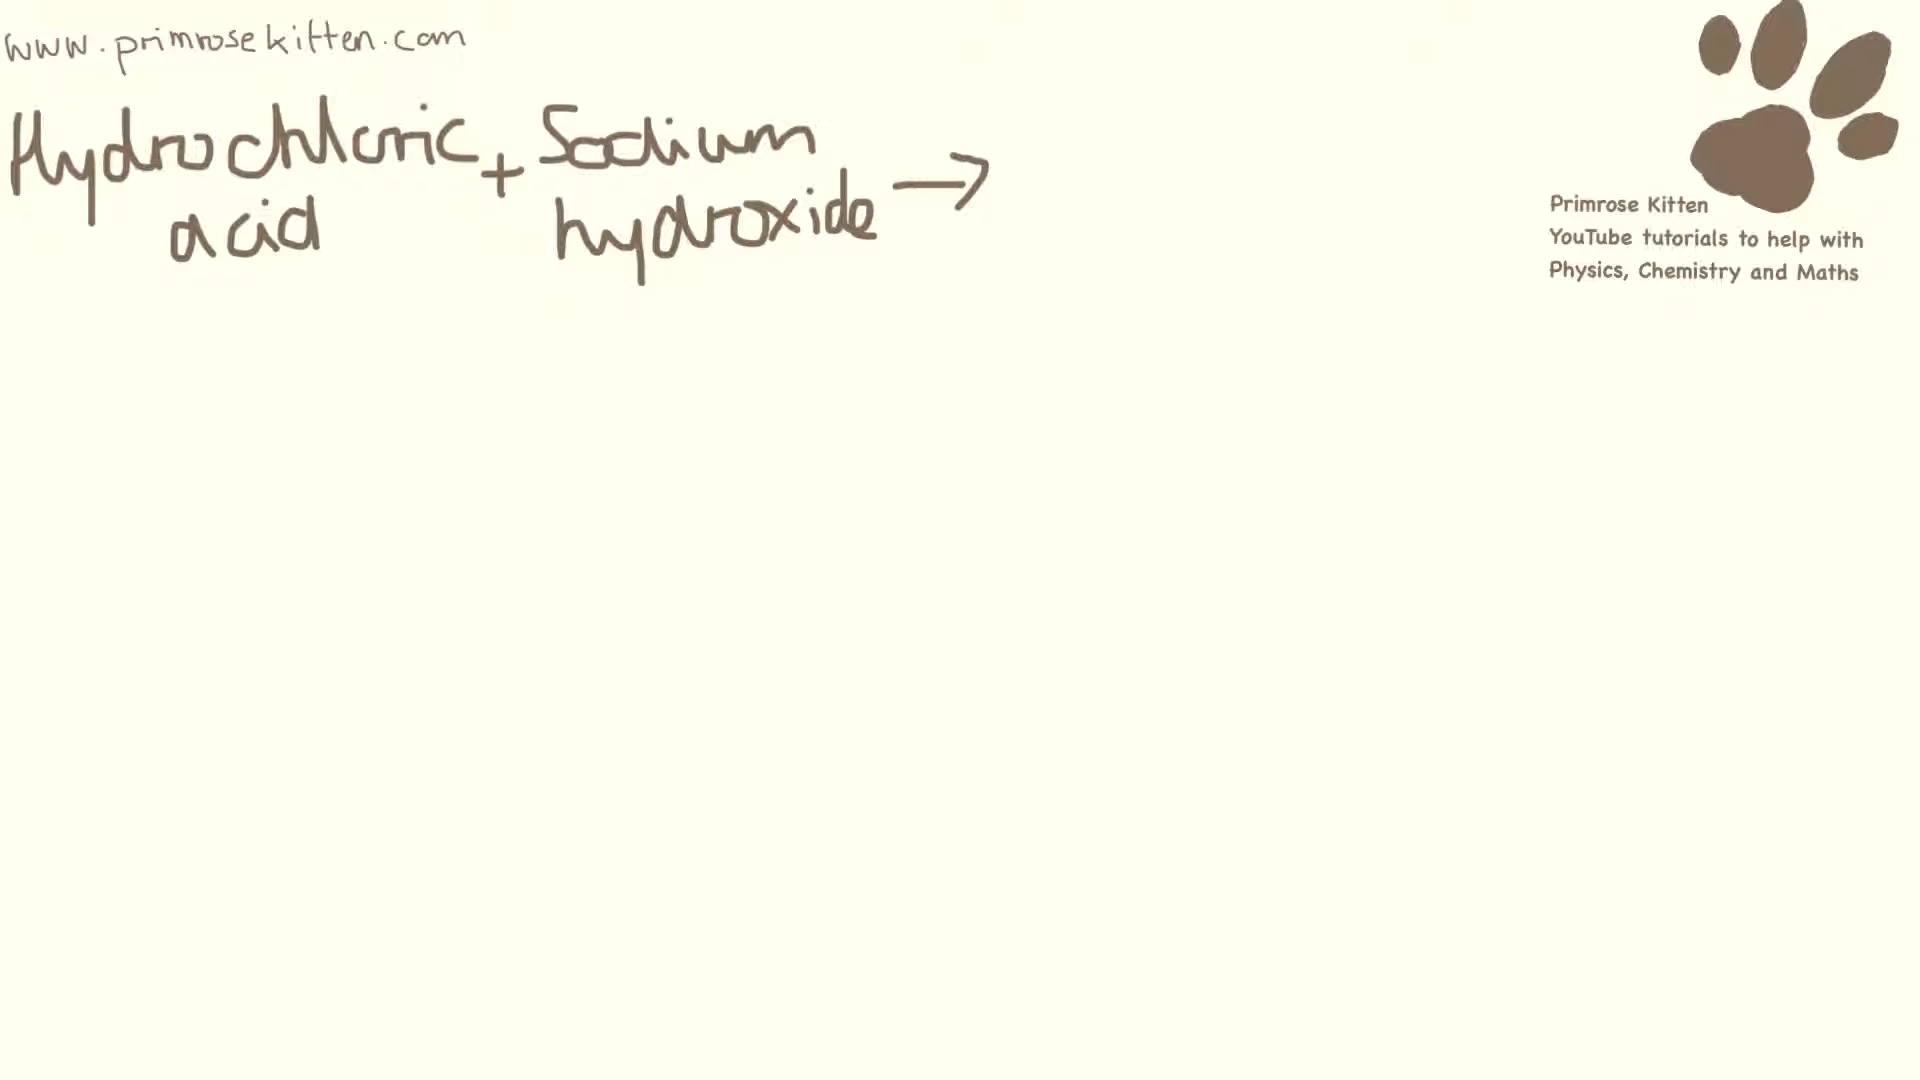 www.primrosekitten.com
Hydrochloric + Sodium →
acid hydroxide
Primrose Kitten
YouTube tutorials to help with
Physics, Chemistry and Maths